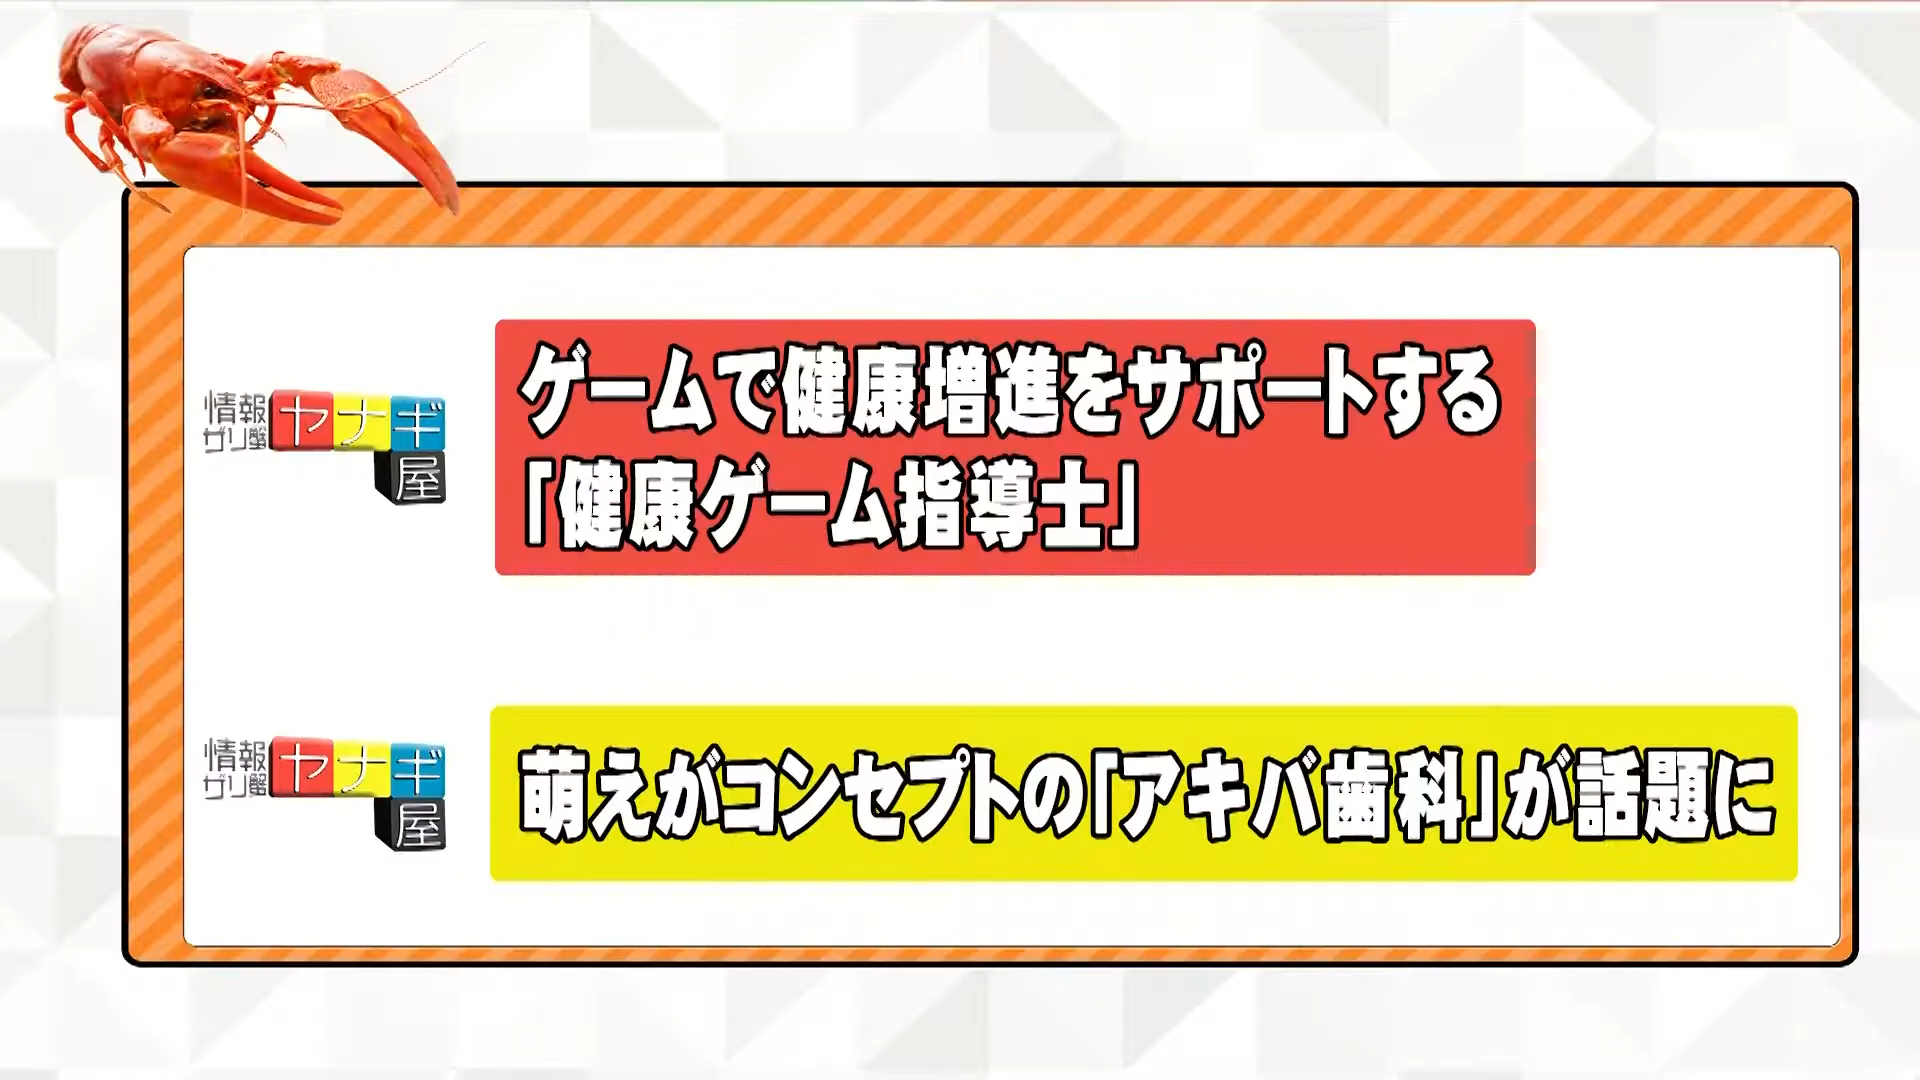 情報
ザリ蟹
ヤナギ
屋
ゲームで健康増進をサポートする
「健康ゲーム指導士」
情報
ザリ蟹
ヤナギ
屋
萌えがコンセプトの「アキバ歯科」が話題に